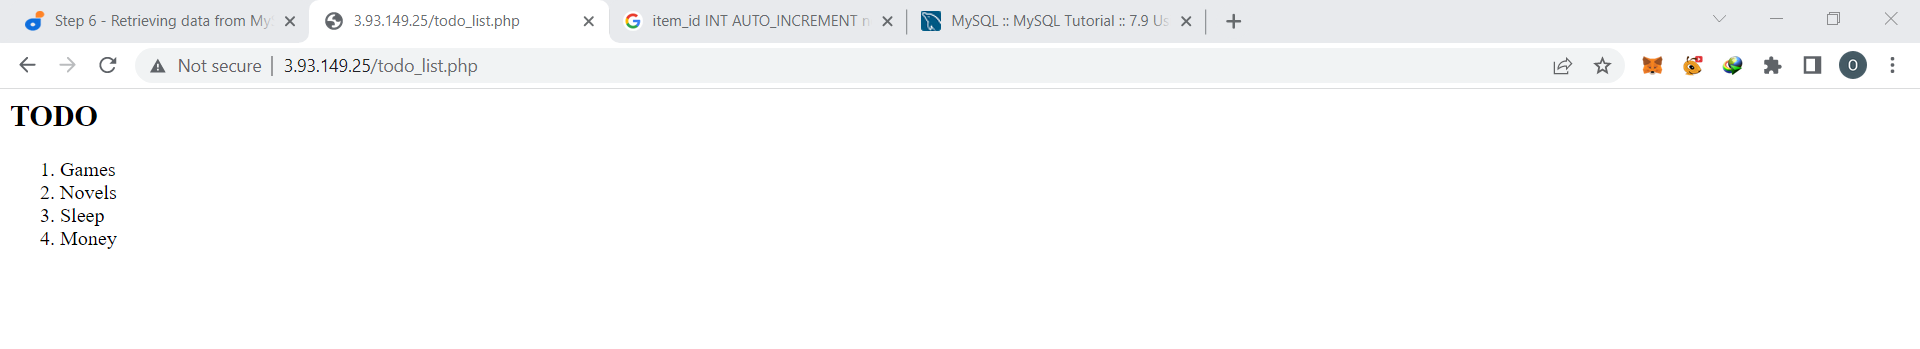 Step 6 - Retrieving data from My
3.93.149.25/todo_list.php
item_id INT AUTO_INCREMENT n
MySQL :: MySQL Tutorial :: 7.9 Us
Not secure | 3.93.149.25/todo_list.php
O
TODO
1. Games
2. Novels
3. Sleep
4. Money